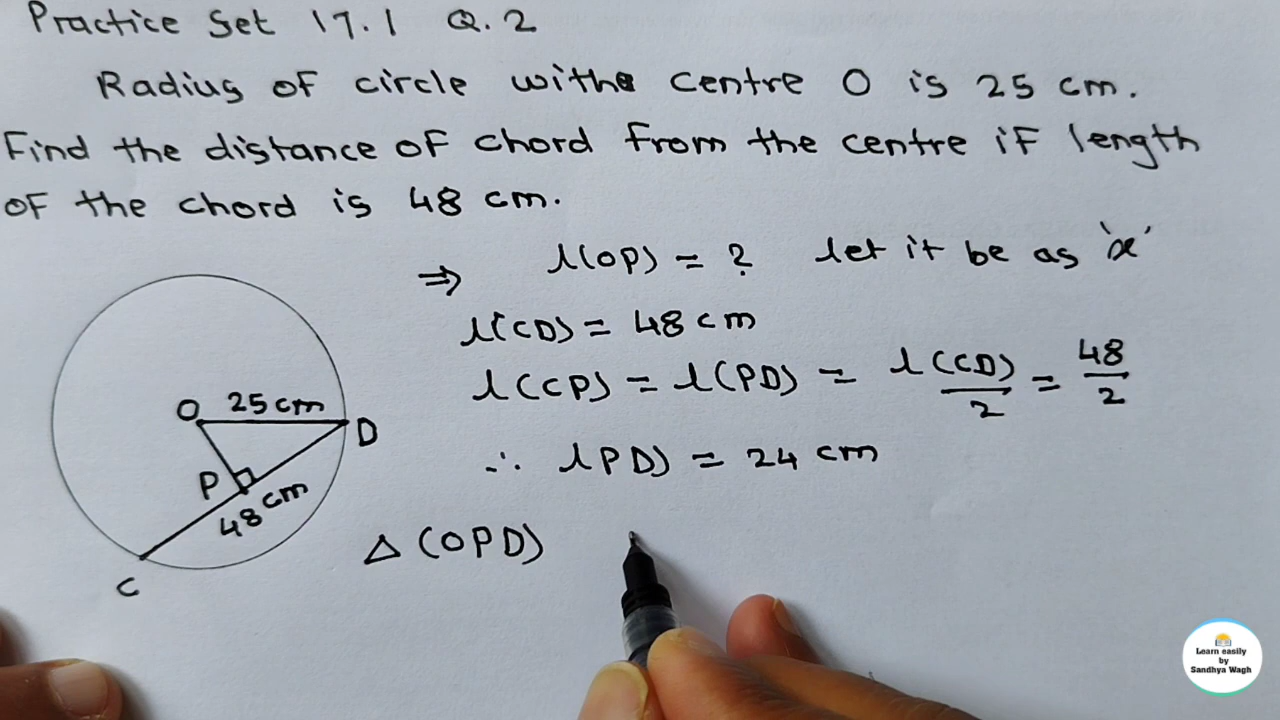 Practice Set 17.1 Q.2
Radius of circle with centre O is 25 cm.
Find the distance of chord from the centre if length
of the chord is 48 cm.
⇒ l(OP) = ? let it be as 'x'
l(CD) = 48 cm
l(CP) = l(PD) = l(CD)/2 = 48/2
∴ lPD) = 24 cm
Δ (OPD)
O 25 cm D
P 48 cm
C
Learn easily
by
Sandhya Wagh